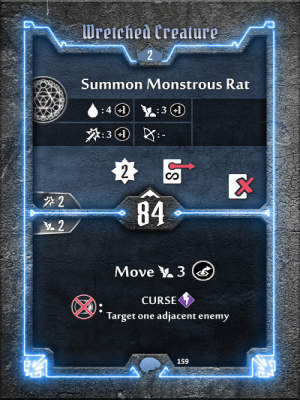 Wretched Creature
2
Summon Monstrous Rat
: 4 +1 : 3 +1
: 3 +1 : -
2
2
84
2
Move 3
: CURSE
Target one adjacent enemy
159